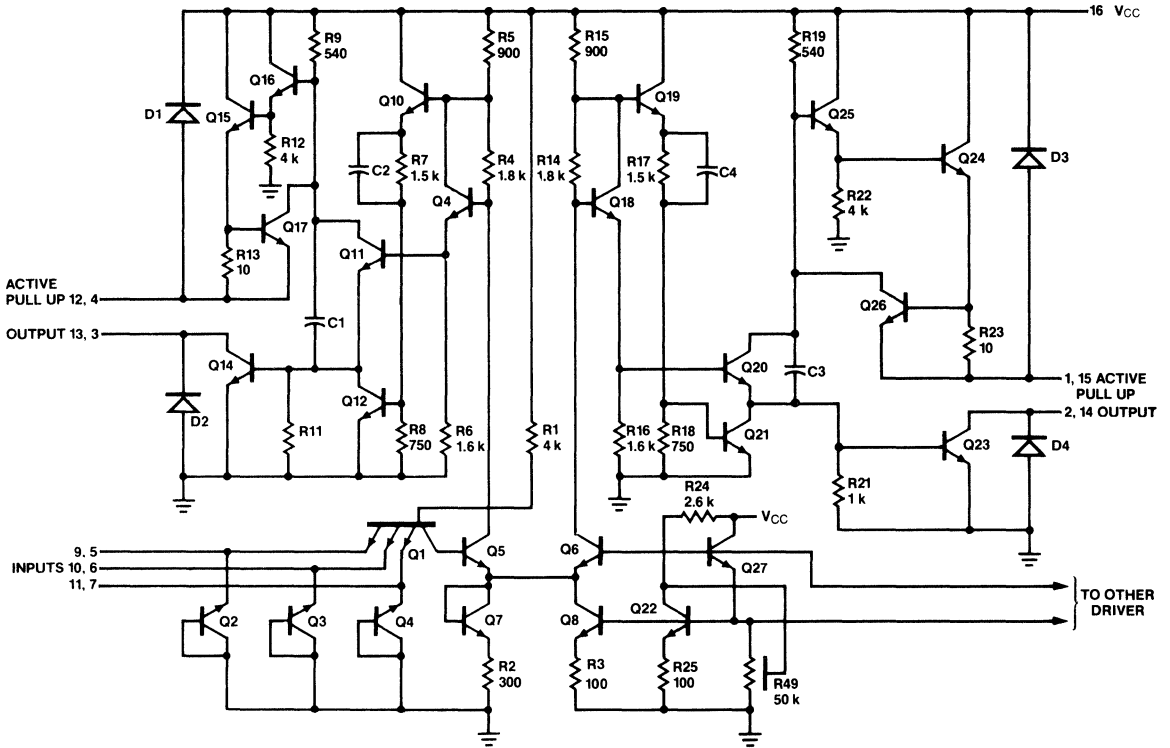 16 VCC
R9
540
R5
900
R15
900
R19
540
Q16
Q10
Q19
Q25
D1
Q15
R12
4 k
C2
R7
1.5 k
R4
1.8 k
R14
1.8 k
R17
1.5 k
C4
Q24
D3
Q4
Q18
R22
4 k
Q17
R13
10
Q11
ACTIVE
PULL UP 12, 4
Q26
R23
10
OUTPUT 13, 3
C1
Q14
Q20
C3
1, 15 ACTIVE
PULL UP
2, 14 OUTPUT
D2
Q12
R11
R8
750
R6
1.6 k
R1
4 k
R16
1.6 k
R18
750
Q21
Q23
D4
R21
1 k
R24
2.6 k
VCC
9, 5
INPUTS 10, 6
11, 7
Q1
Q5
Q6
Q27
TO OTHER
DRIVER
Q2
Q3
Q4
Q7
Q8
Q22
R2
300
R3
100
R25
100
R49
50 k